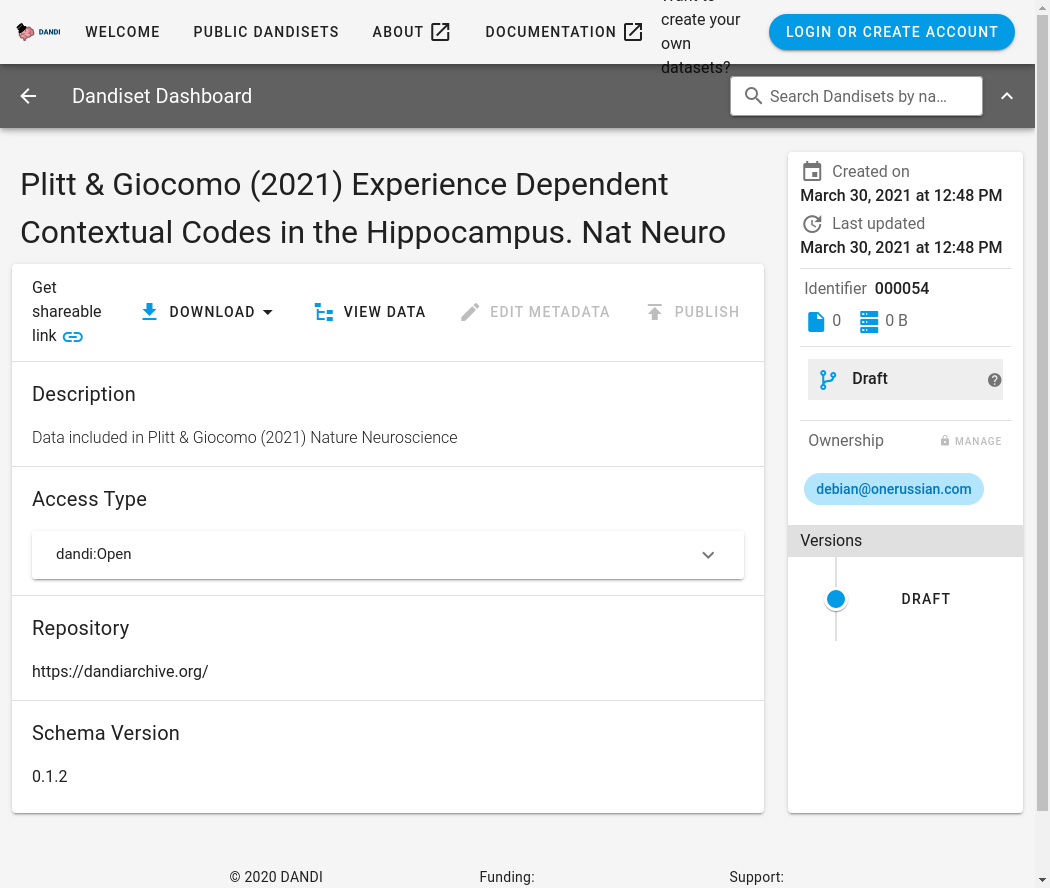 DANDI
WELCOME
PUBLIC DANDISETS
ABOUT
DOCUMENTATION
create your
own
datasets?
LOGIN OR CREATE ACCOUNT
Dandiset Dashboard
Search Dandisets by na…
Plitt & Giocomo (2021) Experience Dependent
Contextual Codes in the Hippocampus. Nat Neuro
Get
shareable
link
DOWNLOAD
VIEW DATA
EDIT METADATA
PUBLISH
Description
Data included in Plitt & Giocomo (2021) Nature Neuroscience
Access Type
dandi:Open
Repository
https://dandiarchive.org/
Schema Version
0.1.2
Created on
March 30, 2021 at 12:48 PM
Last updated
March 30, 2021 at 12:48 PM
Identifier 000054
0
0 B
Draft
Ownership
MANAGE
debian@onerussian.com
Versions
DRAFT
© 2020 DANDI
Funding:
Support: